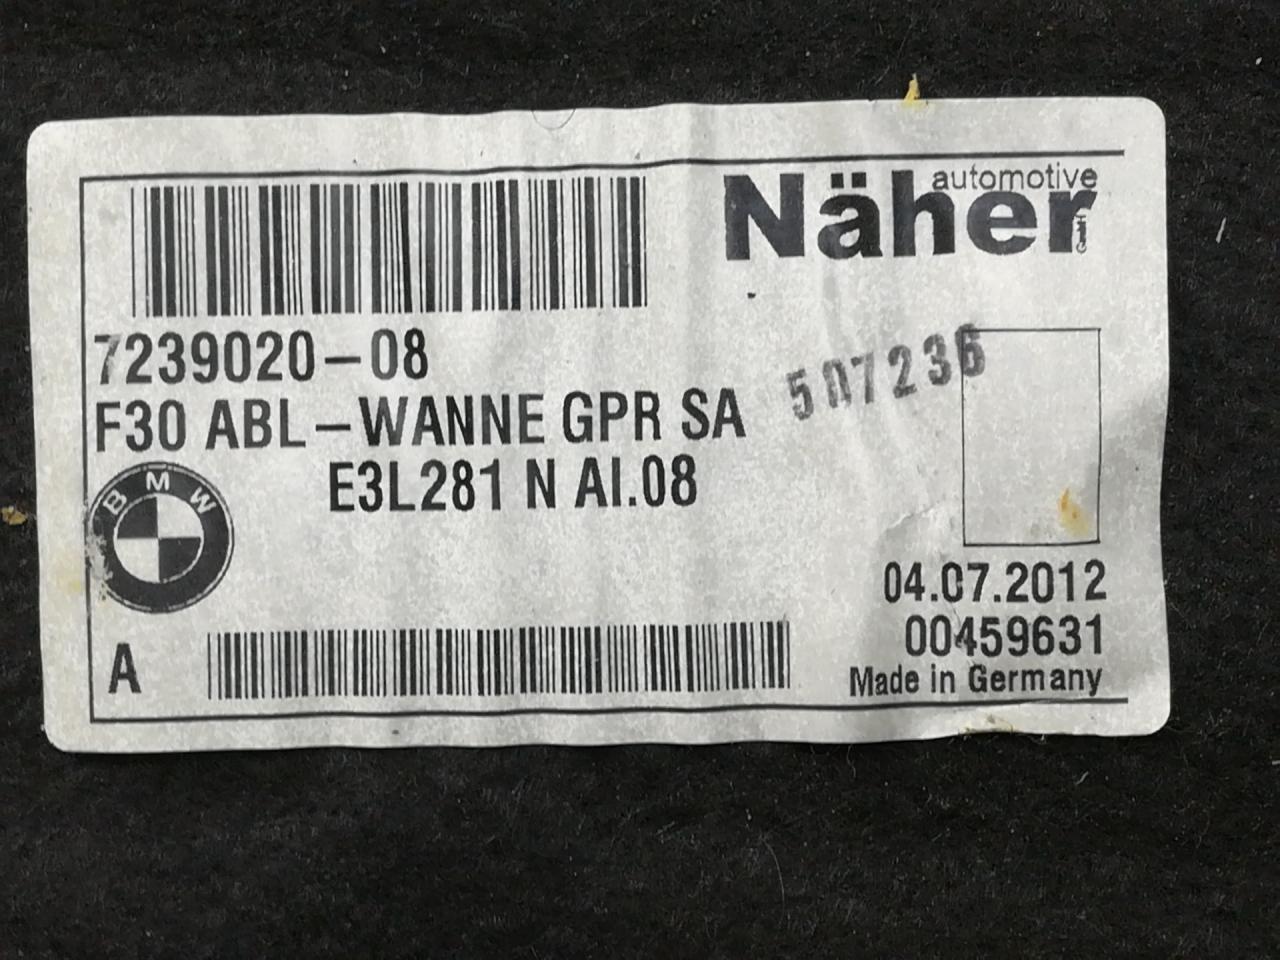 automotive
Näher
7239020-08
507236
F30 ABL-WANNE GPR SA
E3L281 N AI.08
BMW
04.07.2012
00459631
A
Made in Germany